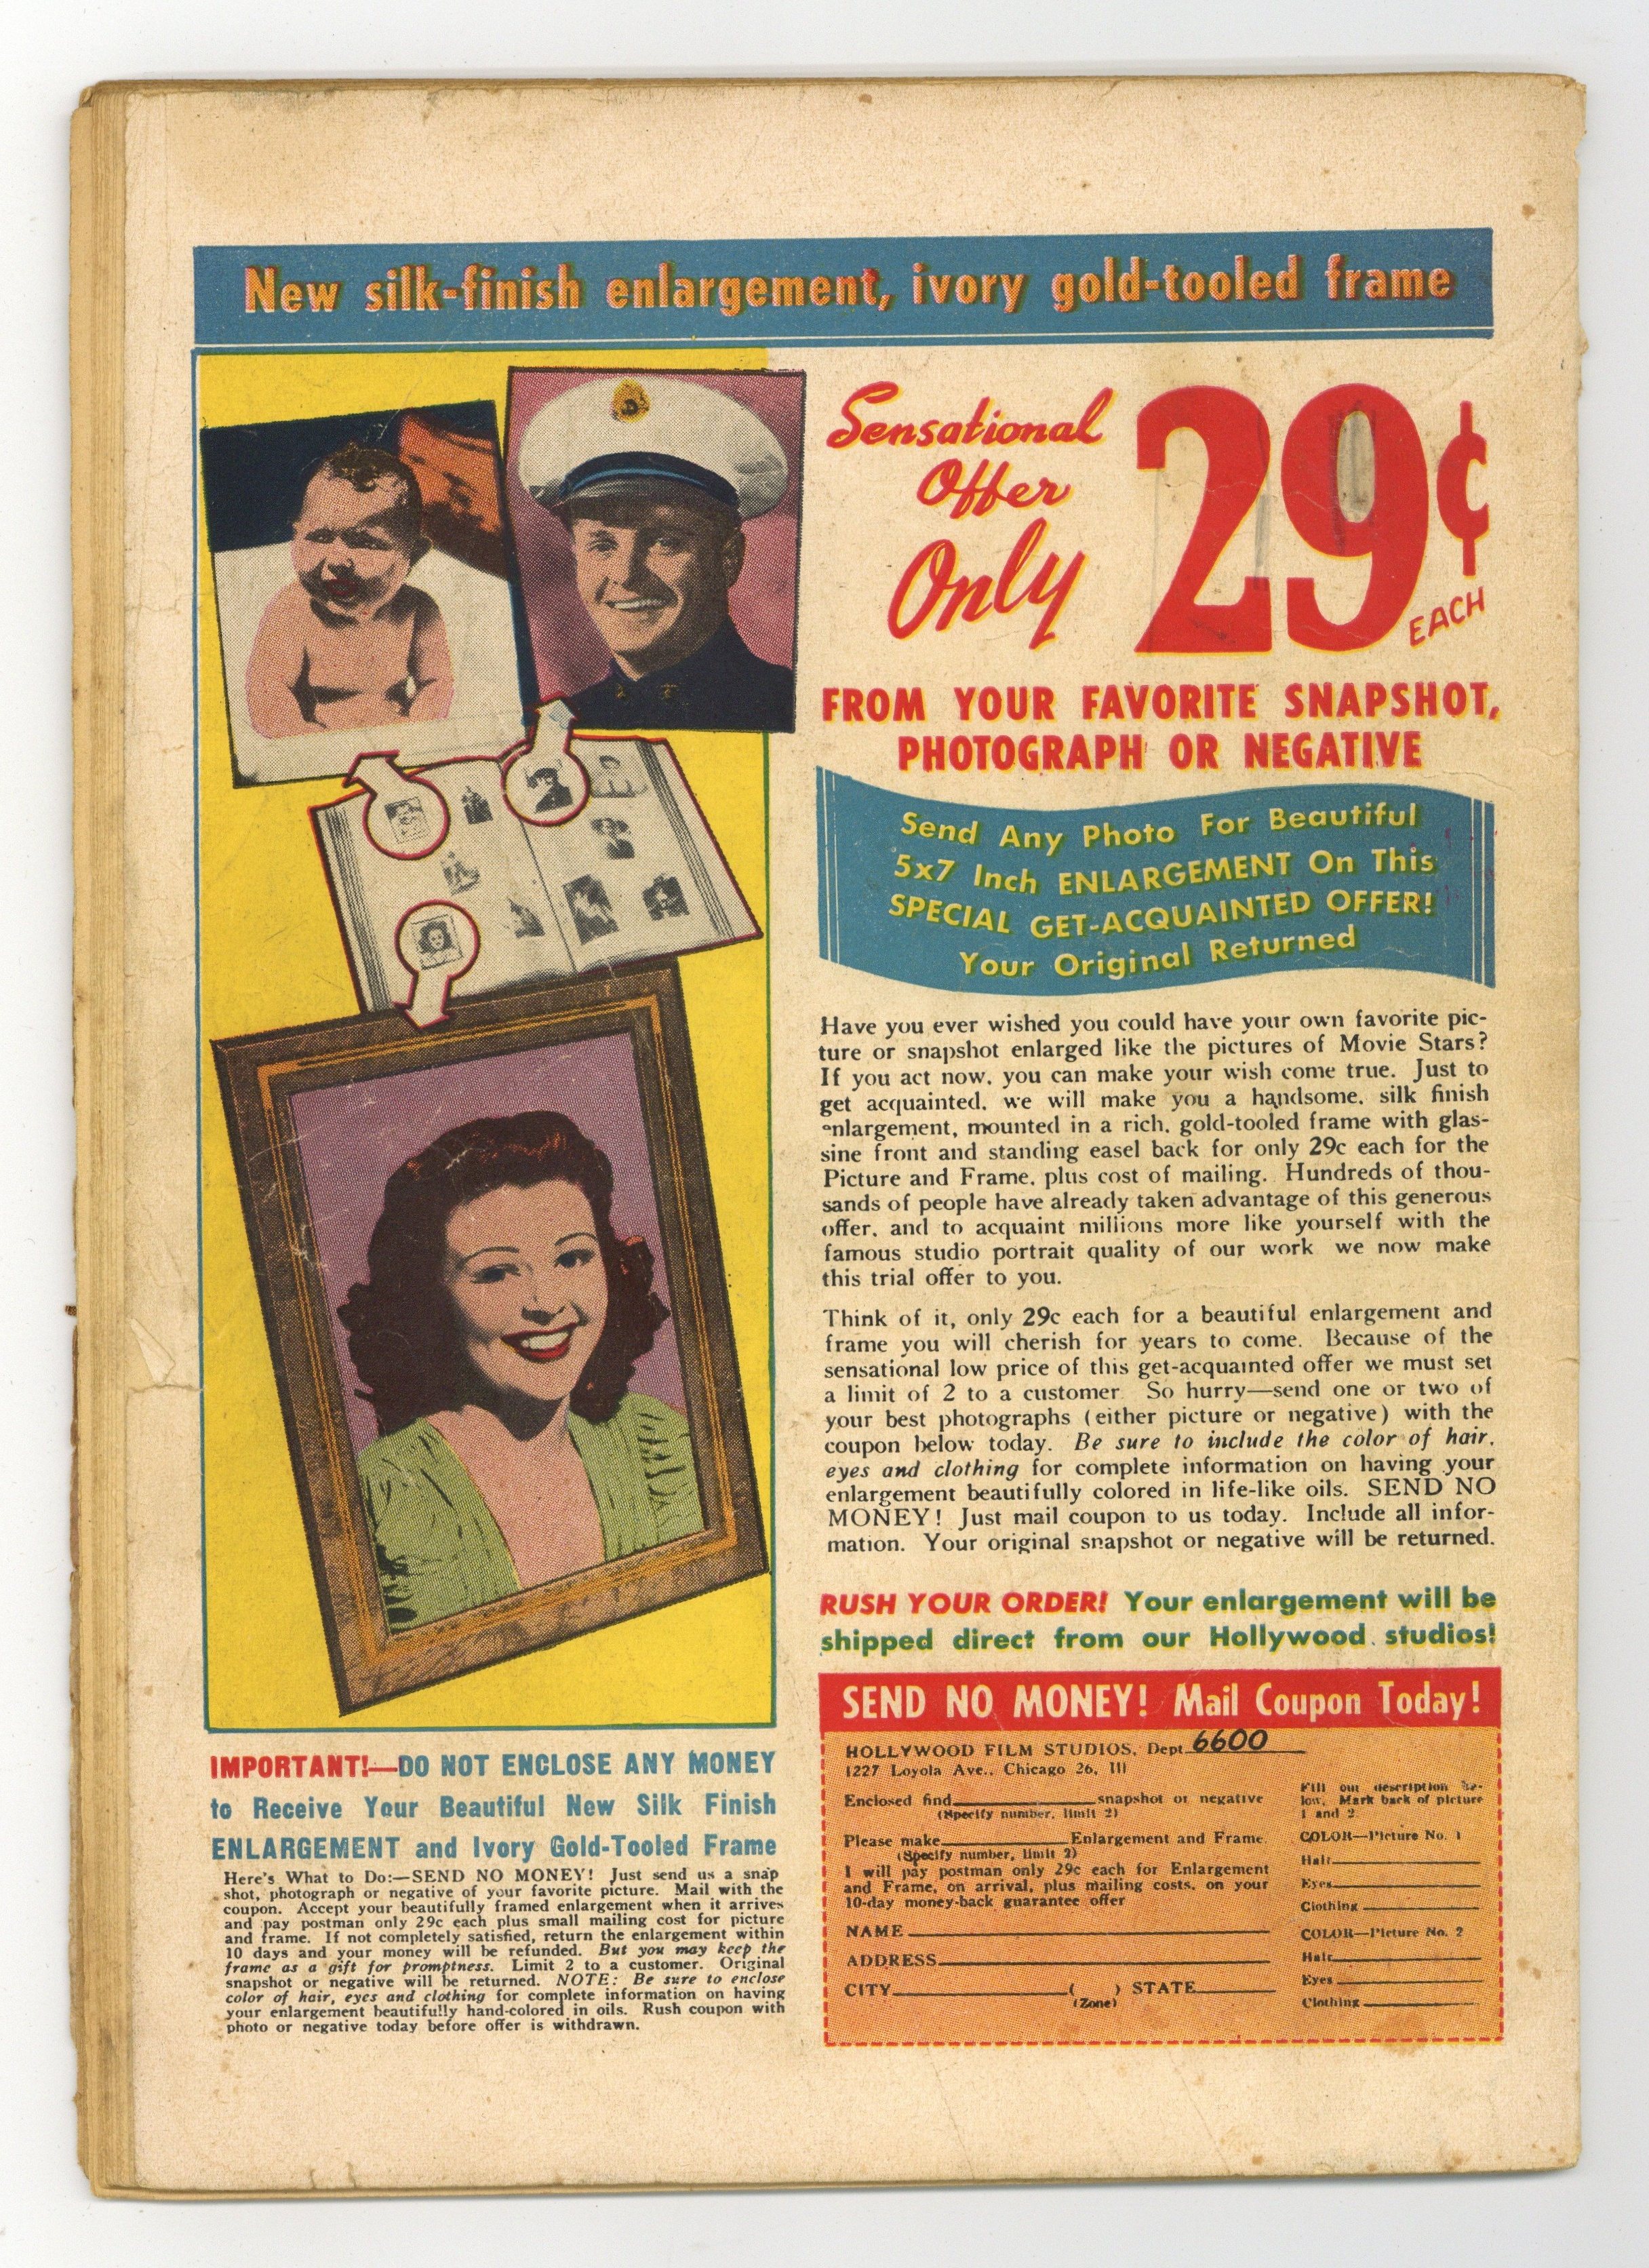 New silk-finish enlargement, ivory gold-tooled frame
Sensational
Offer
Only
29¢
EACH
FROM YOUR FAVORITE SNAPSHOT,
PHOTOGRAPH OR NEGATIVE
Send Any Photo For Beautiful
5x7 Inch ENLARGEMENT On This
SPECIAL GET-ACQUAINTED OFFER!
Your Original Returned
Have you ever wished you could have your own favorite pic-
ture or snapshot enlarged like the pictures of Movie Stars?
If you act now, you can make your wish come true. Just to
get acquainted, we will make you a handsome, silk finish
enlargement, mounted in a rich, gold-tooled frame with glas-
sine front and standing easel back for only 29c each for the
Picture and Frame, plus cost of mailing. Hundreds of thou-
sands of people have already taken advantage of this generous
offer, and to acquaint millions more like yourself with the
famous studio portrait quality of our work we now make
this trial offer to you.
Think of it, only 29c each for a beautiful enlargement and
frame you will cherish for years to come. Because of the
sensational low price of this get-acquainted offer we must set
a limit of 2 to a customer. So hurry—send one or two of
your best photographs (either picture or negative) with the
coupon below today. Be sure to include the color of hair,
eyes and clothing for complete information on having your
enlargement beautifully colored in life-like oils. SEND NO
MONEY! Just mail coupon to us today. Include all infor-
mation. Your original snapshot or negative will be returned.
RUSH YOUR ORDER! Your enlargement will be
shipped direct from our Hollywood studios!
IMPORTANT!—DO NOT ENCLOSE ANY MONEY
to Receive Your Beautiful New Silk Finish
ENLARGEMENT and Ivory Gold-Tooled Frame
Here's What to Do:—SEND NO MONEY! Just send us a snap
shot, photograph or negative of your favorite picture. Mail with the
coupon. Accept your beautifully framed enlargement when it arrives
and pay postman only 29c each plus small mailing cost for picture
and frame. If not completely satisfied, return the enlargement within
10 days and your money will be refunded. But you may keep the
frame as a gift for promptness. Limit 2 to a customer. Original
snapshot or negative will be returned. NOTE: Be sure to enclose
color of hair, eyes and clothing for complete information on having
your enlargement beautifully hand-colored in oils. Rush coupon with
photo or negative today before offer is withdrawn.
SEND NO MONEY! Mail Coupon Today!
HOLLYWOOD FILM STUDIOS, Dept. 6600
1227 Loyola Ave., Chicago 26, Ill
Enclosed find snapshot or negative
(Specify number, limit 2)
Please make Enlargement and Frame.
(Specify number, limit 2)
I will pay postman only 29c each for Enlargement
and Frame, on arrival, plus mailing costs, on your
10-day money-back guarantee offer
NAME
ADDRESS
CITY ( ) STATE
(Zone)
Fill out description be-
low. Mark back of picture
1 and 2.
COLOR—Picture No. 1
Hair
Eyes
Clothing
COLOR—Picture No. 2
Hair
Eyes
Clothing